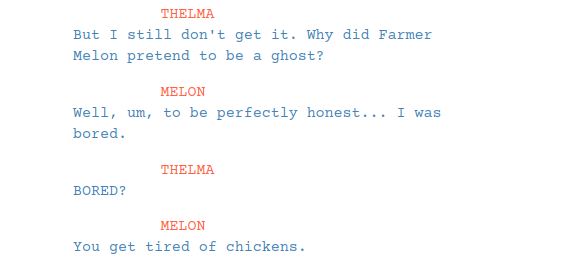 THELMA
But I still don't get it. Why did Farmer
Melon pretend to be a ghost?
MELON
Well, um, to be perfectly honest... I was
bored.
THELMA
BORED?
MELON
You get tired of chickens.